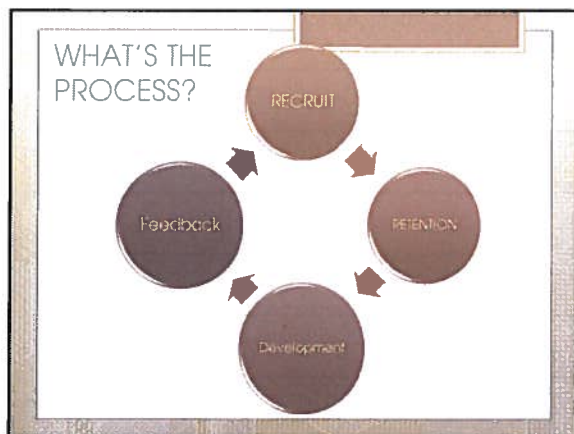 WHAT'S THE
PROCESS?
RECRUIT
RETENTION
Development
Feedback